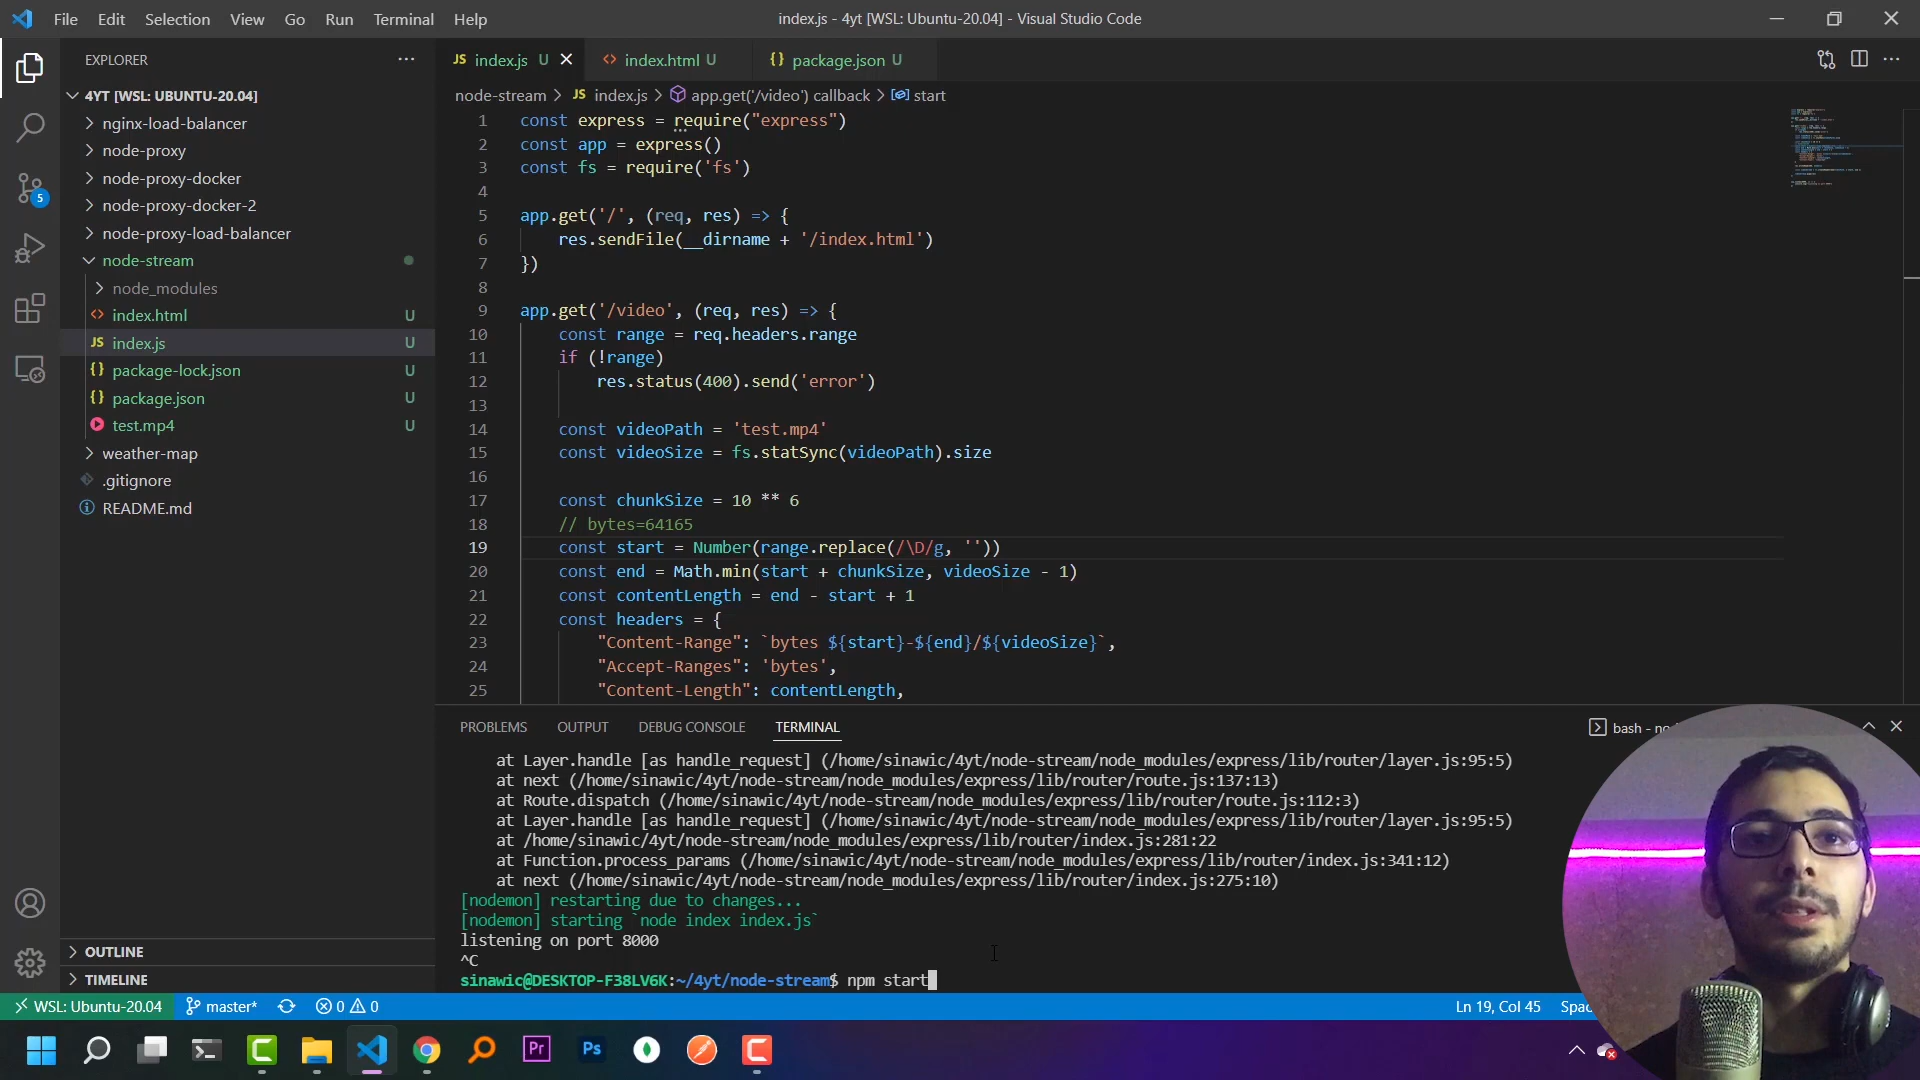 File Edit Selection View Go Run Terminal Help
index.js - 4yt [WSL: Ubuntu-20.04] - Visual Studio Code
EXPLORER
4YT [WSL: UBUNTU-20.04]
nginx-load-balancer
node-proxy
node-proxy-docker
node-proxy-docker-2
node-proxy-load-balancer
node-stream
node_modules
<> index.html U
JS index.js U
{} package-lock.json U
{} package.json U
test.mp4 U
weather-map
.gitignore
README.md
OUTLINE
TIMELINE
5
JS index.js U
<> index.html U
{} package.json U
node-stream > JS index.js > app.get('/video') callback > start
1 const express = require("express")
2 const app = express()
3 const fs = require('fs')
4
5 app.get('/', (req, res) => {
6 res.sendFile(__dirname + '/index.html')
7 })
8
9 app.get('/video', (req, res) => {
10 const range = req.headers.range
11 if (!range)
12 res.status(400).send('error')
13
14 const videoPath = 'test.mp4'
15 const videoSize = fs.statSync(videoPath).size
16
17 const chunkSize = 10 ** 6
18 // bytes=64165
19 const start = Number(range.replace(/\D/g, ''))
20 const end = Math.min(start + chunkSize, videoSize - 1)
21 const contentLength = end - start + 1
22 const headers = {
23 "Content-Range": `bytes ${start}-${end}/${videoSize}`,
24 "Accept-Ranges": 'bytes',
25 "Content-Length": contentLength,
PROBLEMS OUTPUT DEBUG CONSOLE TERMINAL
bash - no
at Layer.handle [as handle_request] (/home/sinawic/4yt/node-stream/node_modules/express/lib/router/layer.js:95:5)
at next (/home/sinawic/4yt/node-stream/node_modules/express/lib/router/route.js:137:13)
at Route.dispatch (/home/sinawic/4yt/node-stream/node_modules/express/lib/router/route.js:112:3)
at Layer.handle [as handle_request] (/home/sinawic/4yt/node-stream/node_modules/express/lib/router/layer.js:95:5)
at /home/sinawic/4yt/node-stream/node_modules/express/lib/router/index.js:281:22
at Function.process_params (/home/sinawic/4yt/node-stream/node_modules/express/lib/router/index.js:341:12)
at next (/home/sinawic/4yt/node-stream/node_modules/express/lib/router/index.js:275:10)
[nodemon] restarting due to changes...
[nodemon] starting `node index index.js`
listening on port 8000
^C
sinawic@DESKTOP-F38LV6K:~/4yt/node-stream$ npm start
WSL: Ubuntu-20.04 master* 0 0
Ln 19, Col 45 Spac
Pr Ps